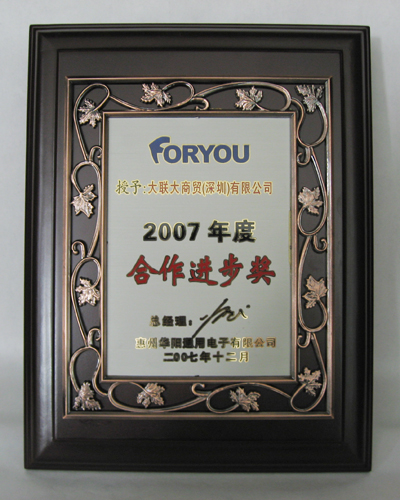 FORYOU
授予:大联大商贸(深圳)有限公司
2007年度
合作进步奖
总经理:
惠州华阳通用电子有限公司
二00七年十二月